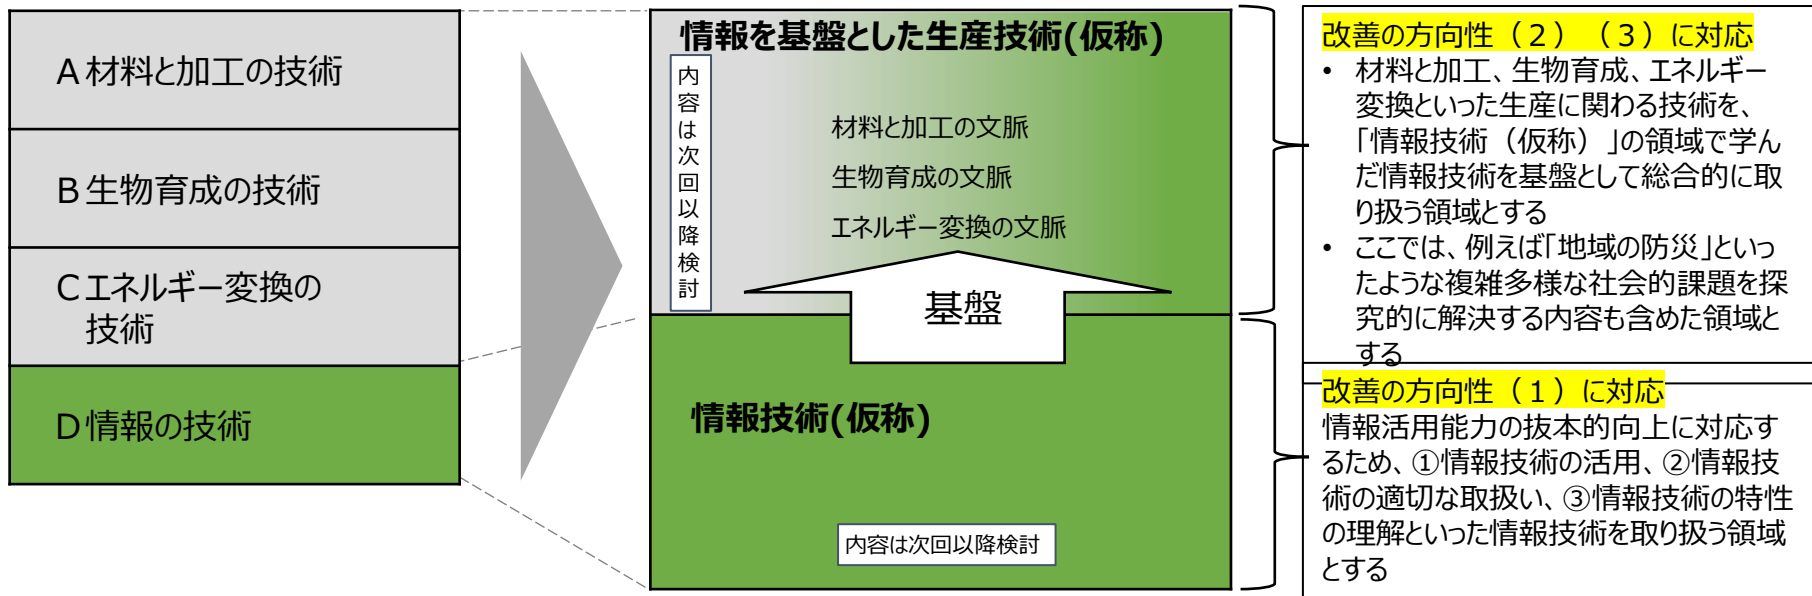 A 材料と加工の技術
B 生物育成の技術
C エネルギー変換の
技術
D 情報の技術
情報を基盤とした生産技術(仮称)
内容は次回以降検討
材料と加工の文脈
生物育成の文脈
エネルギー変換の文脈
基盤
情報技術(仮称)
内容は次回以降検討
改善の方向性（２）（３）に対応
• 材料と加工、生物育成、エネルギー
変換といった生産に関わる技術を、
「情報技術（仮称）」の領域で学ん
だ情報技術を基盤として総合的に取
り扱う領域とする
• ここでは、例えば「地域の防災」といっ
たような複雑多様な社会的課題を探
究的に解決する内容も含めた領域と
する
改善の方向性（１）に対応
情報活用能力の抜本的向上に対応す
るため、①情報技術の活用、②情報技
術の適切な取扱い、③情報技術の特性
の理解といった情報技術を取り扱う領域
とする